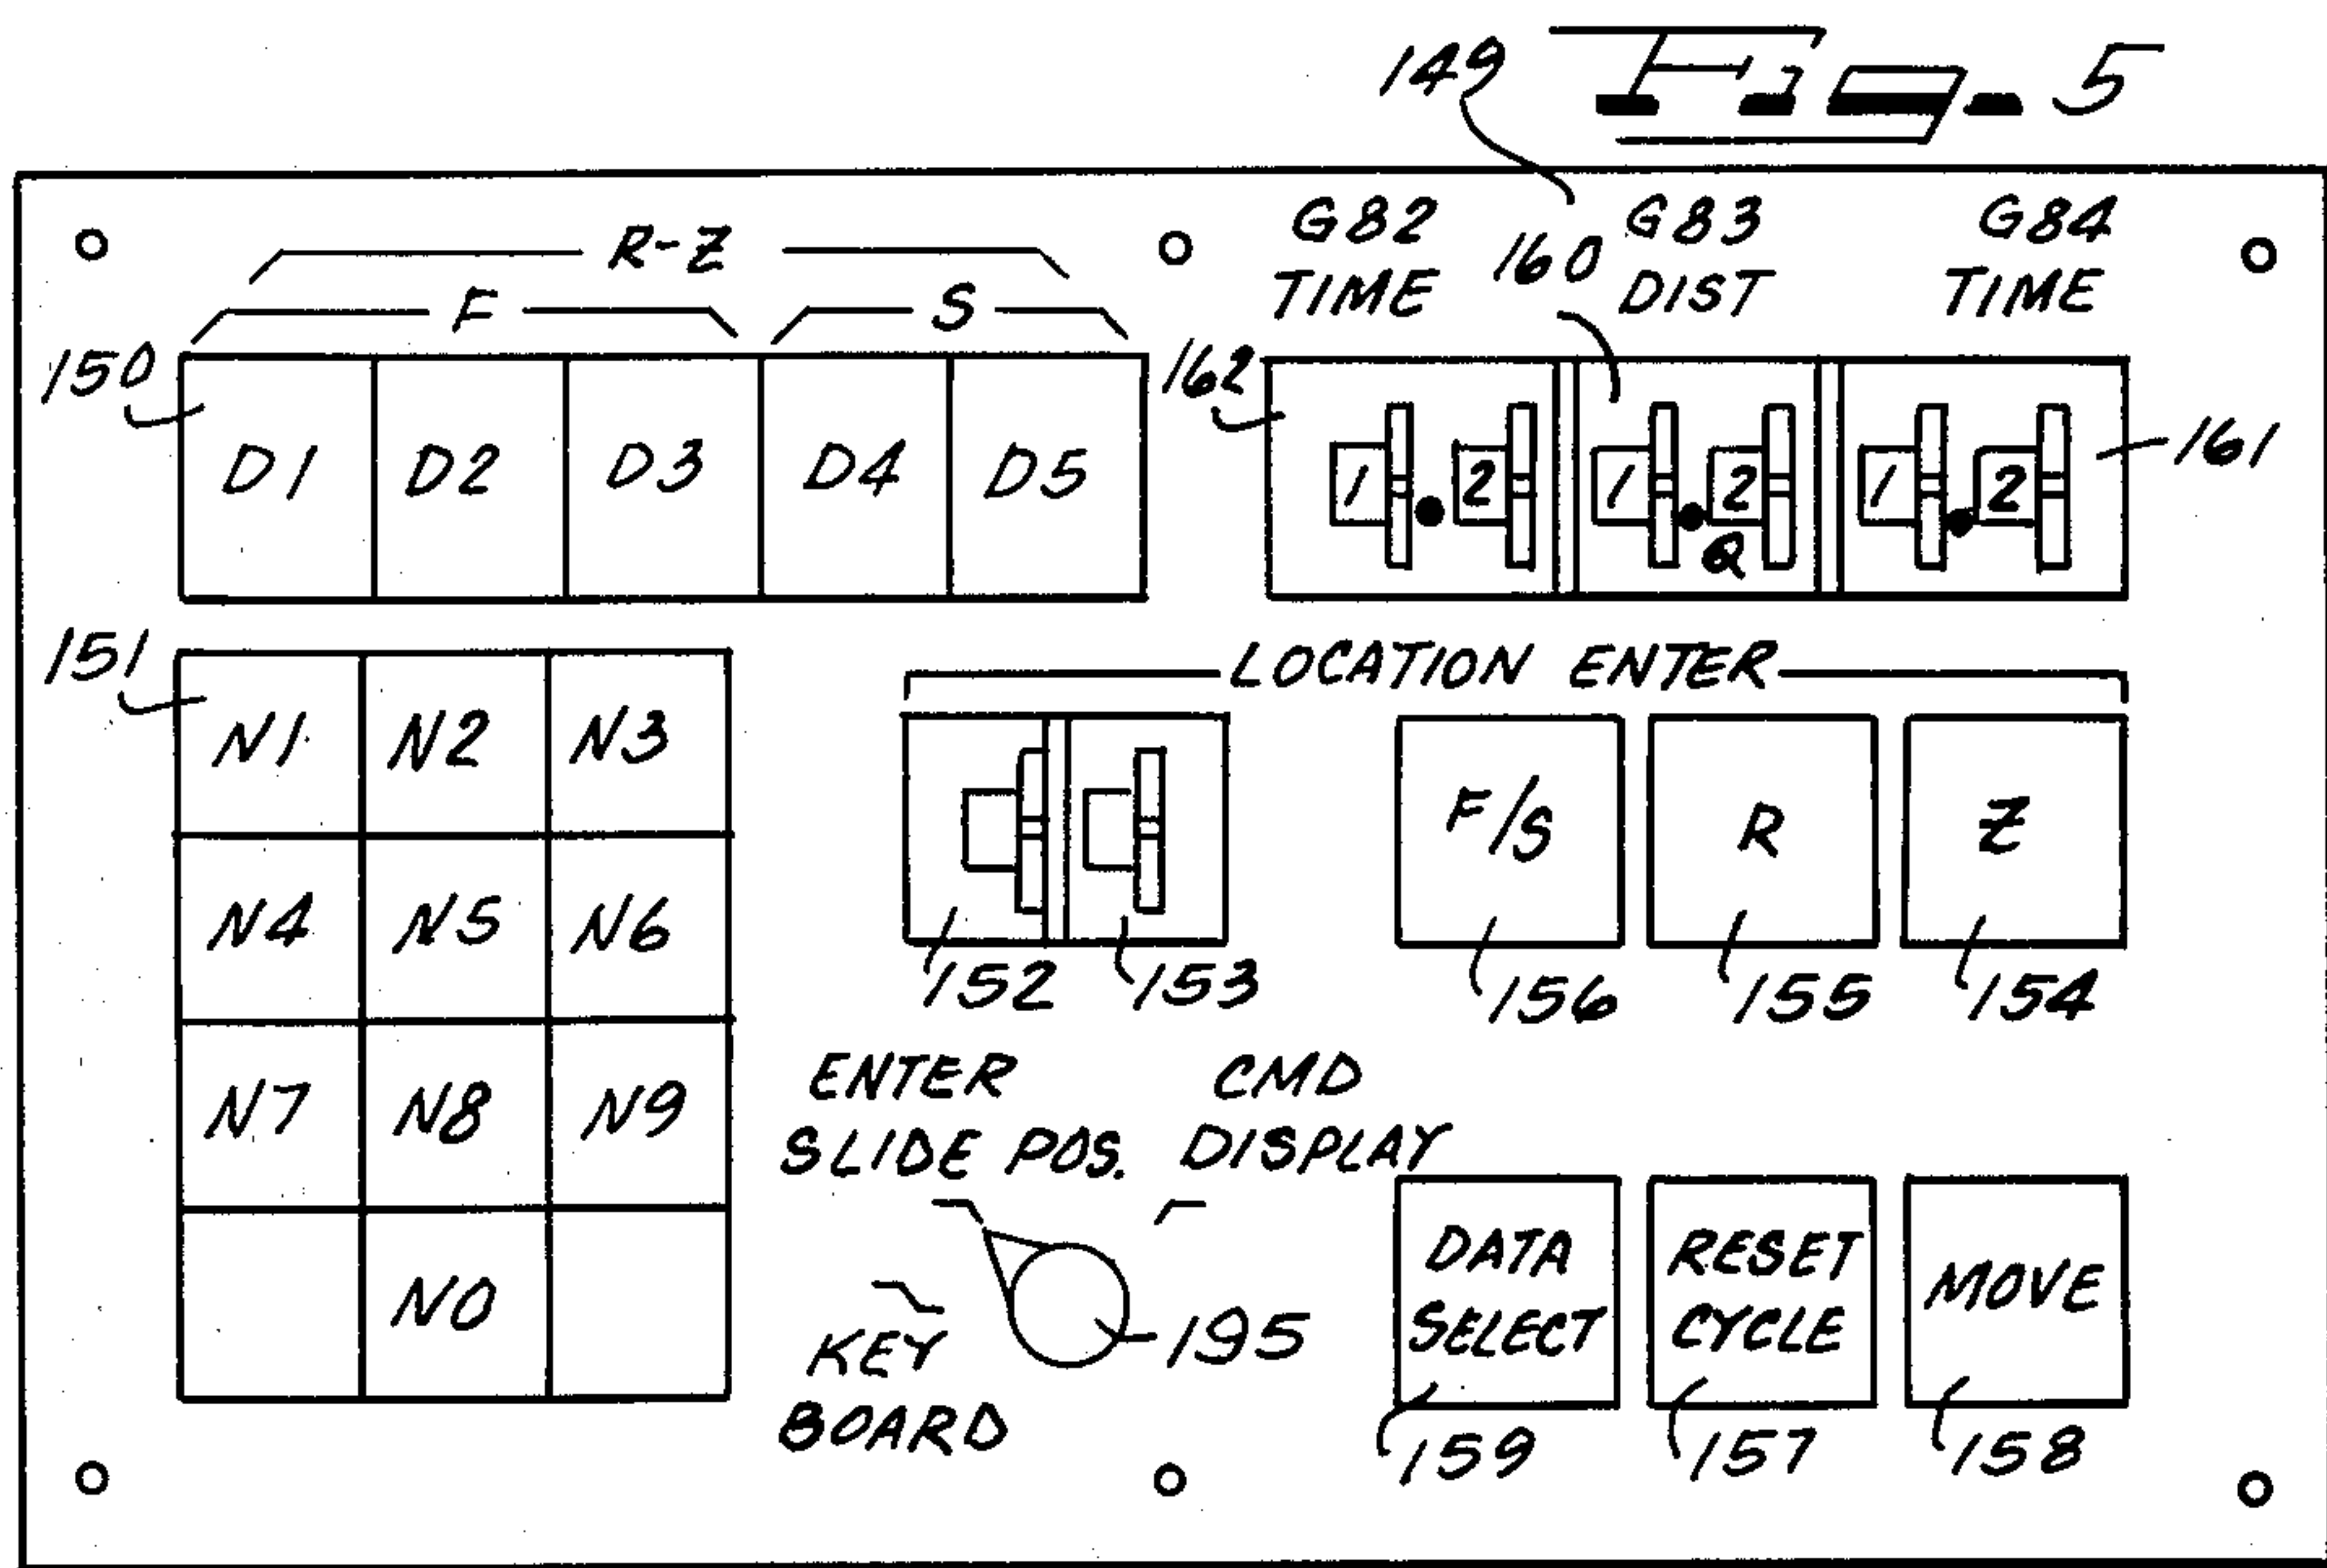 149 Fig. 5
R-Z
F S
G82 TIME
160
G83 DIST
G84 TIME
150
D1 D2 D3 D4 D5
162
1 . 2
1 . 2
Q
1 . 2
161
151
N1 N2 N3
N4 N5 N6
N7 N8 N9
N0
LOCATION ENTER
F/S R Z
152 153 156 155 154
ENTER
SLIDE POS.
CMD
DISPLAY
KEY
BOARD
195
DATA
SELECT
RESET
CYCLE
MOVE
159 157 158